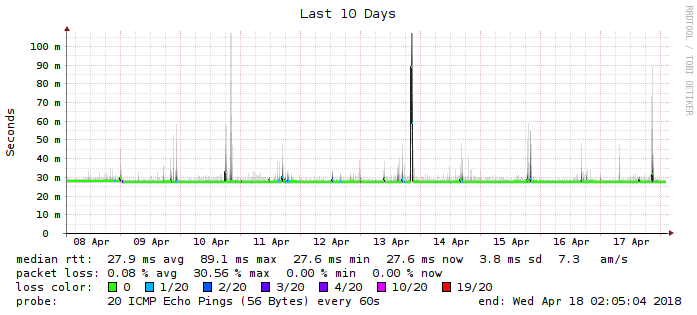 Last 10 Days
RRDTOOL / TOBI OETIKER
Seconds
100 m
90 m
80 m
70 m
60 m
50 m
40 m
30 m
20 m
10 m
0
08 Apr 09 Apr 10 Apr 11 Apr 12 Apr 13 Apr 14 Apr 15 Apr 16 Apr 17 Apr
median rtt: 27.9 ms avg 89.1 ms max 27.6 ms min 27.6 ms now 3.8 ms sd 7.3 am/s
packet loss: 0.08 % avg 30.56 % max 0.00 % min 0.00 % now
loss color: 0 1/20 2/20 3/20 4/20 10/20 19/20
probe: 20 ICMP Echo Pings (56 Bytes) every 60s end: Wed Apr 18 02:05:04 2018